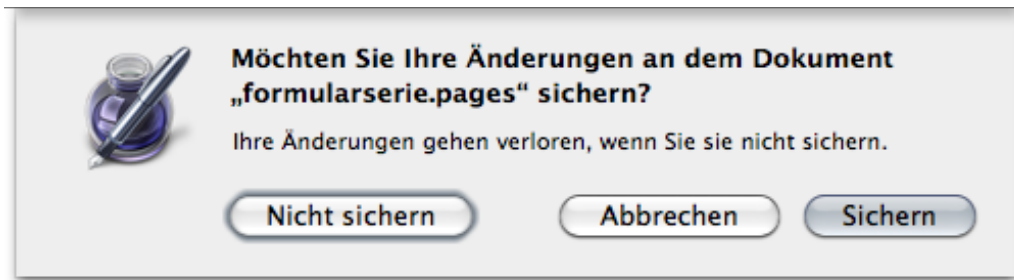 Möchten Sie Ihre Änderungen an dem Dokument
„formularserie.pages“ sichern?
Ihre Änderungen gehen verloren, wenn Sie sie nicht sichern.
Nicht sichern Abbrechen Sichern